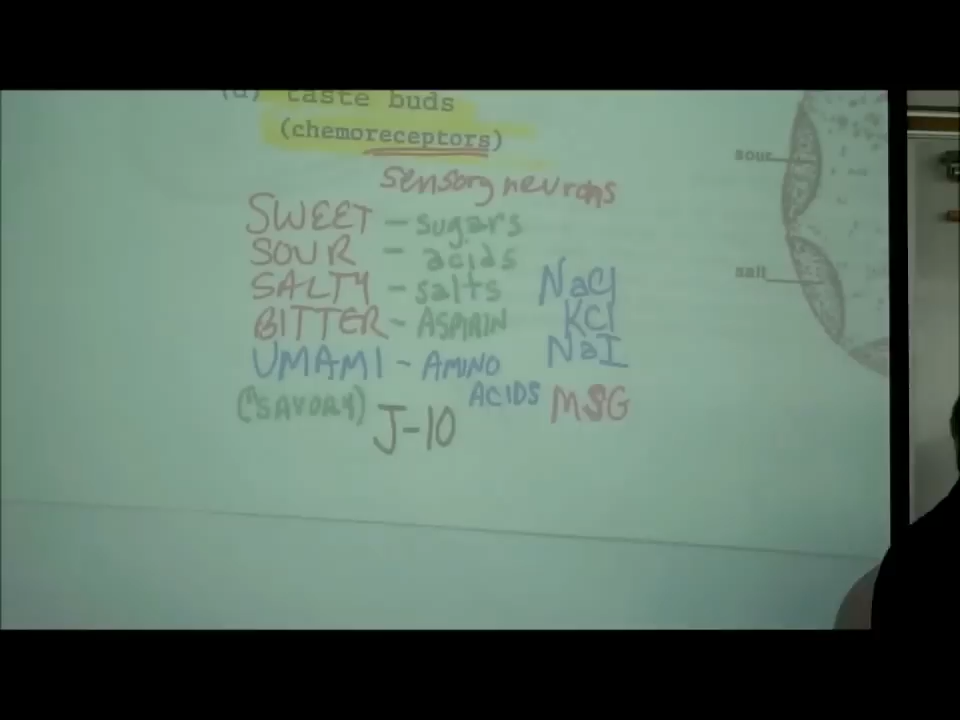 (d) taste buds
(chemoreceptors)
sensory neurons
SWEET - sugars
SOUR - acids
SALTY - salts NaCl
BITTER - ASPIRIN KCl
UMAMI - AMINO NaI
("SAVORY) ACIDS MSG
J-10
sour
salt